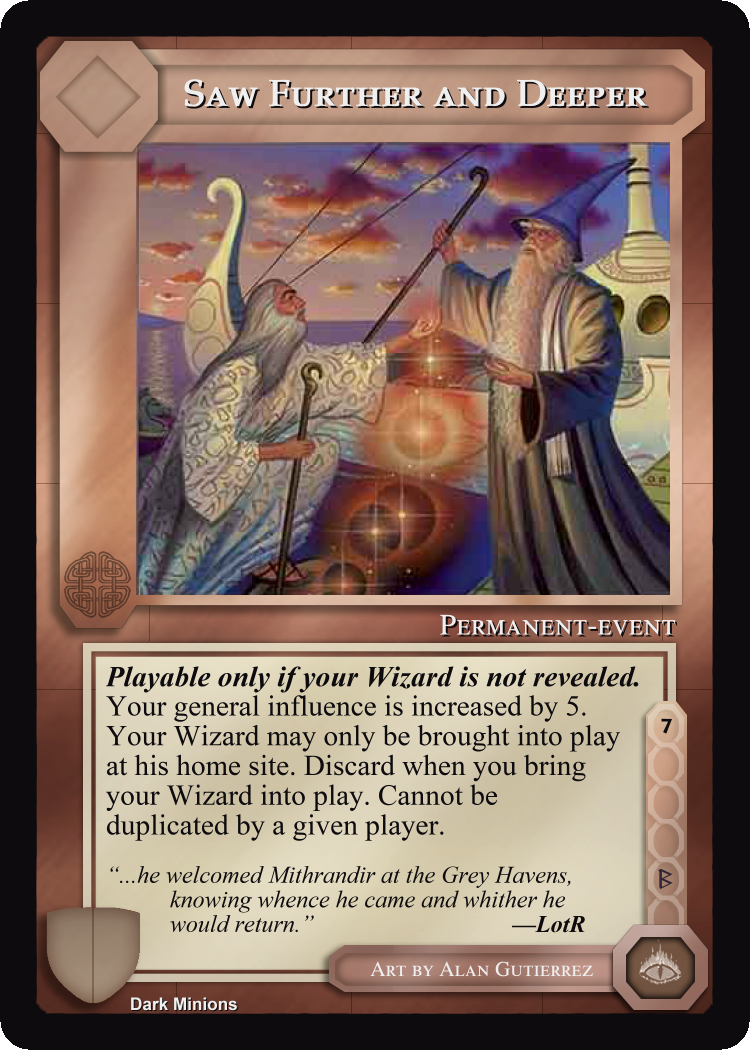 Saw Further and Deeper
Permanent-event
Playable only if your Wizard is not revealed.
Your general influence is increased by 5.
Your Wizard may only be brought into play
at his home site. Discard when you bring
your Wizard into play. Cannot be
duplicated by a given player.
7
ᛒ
“...he welcomed Mithrandir at the Grey Havens,
knowing whence he came and whither he
would return.” —LotR
Art by Alan Gutierrez
Dark Minions